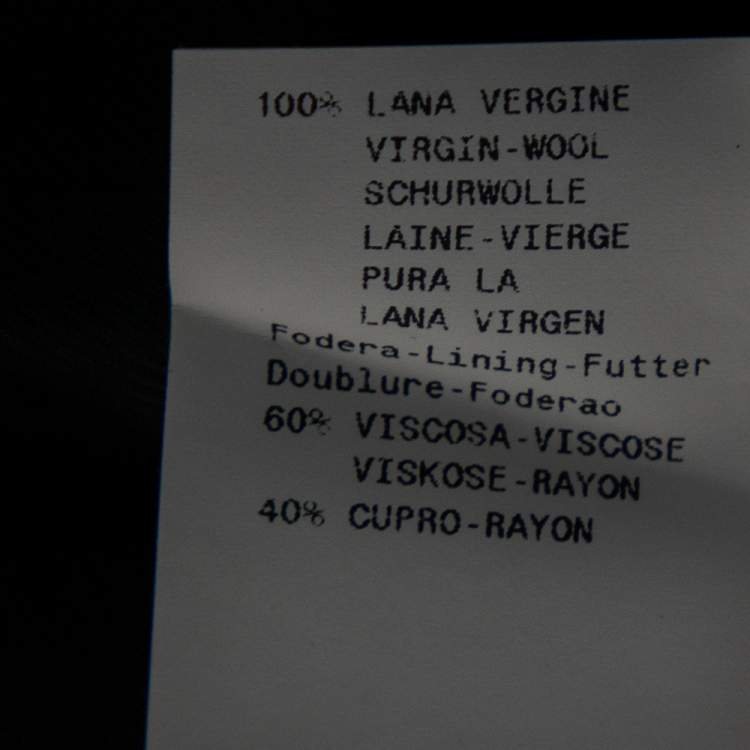 100% LANA VERGINE
VIRGIN-WOOL
SCHURWOLLE
LAINE-VIERGE
PURA LA
LANA VIRGEN
Fodera-Lining-Futter
Doublure-Foderao
60% VISCOSA-VISCOSE
VISKOSE-RAYON
40% CUPRO-RAYON